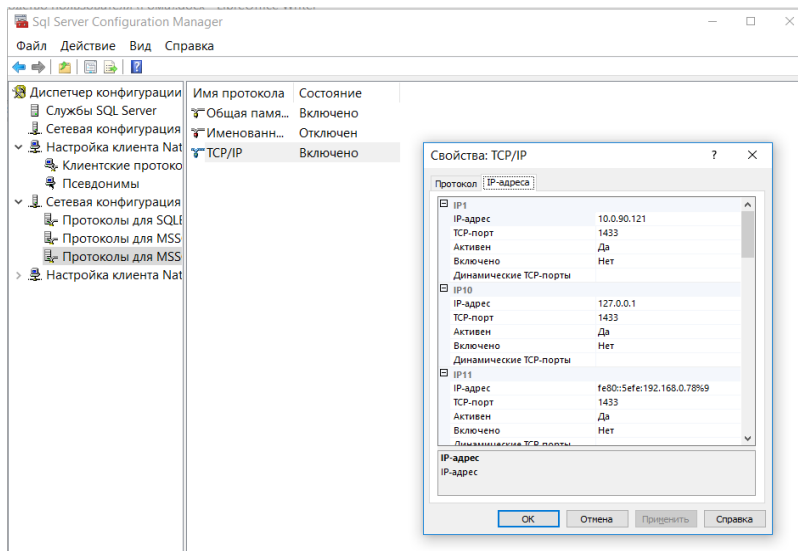 Sql Server Configuration Manager
Файл Действие Вид Справка
Диспетчер конфигурации
Службы SQL Server
Сетевая конфигурация
Настройка клиента Nat
Клиентские протоко
Псевдонимы
Сетевая конфигурация
Протоколы для SQLE
Протоколы для MSS
Протоколы для MSS
Настройка клиента Nat
Имя протокола Состояние
Общая памя... Включено
Именованн... Отключен
TCP/IP Включено
Свойства: TCP/IP
Протокол IP-адреса
IP1
IP-адрес 10.0.90.121
TCP-порт 1433
Активен Да
Включено Нет
Динамические TCP-порты
IP10
IP-адрес 127.0.0.1
TCP-порт 1433
Активен Да
Включено Нет
Динамические TCP-порты
IP11
IP-адрес fe80::5efe:192.168.0.78%9
TCP-порт 1433
Активен Да
Включено Нет
Динамические TCP-порты
IP-адрес
IP-адрес
OK Отмена Применить Справка